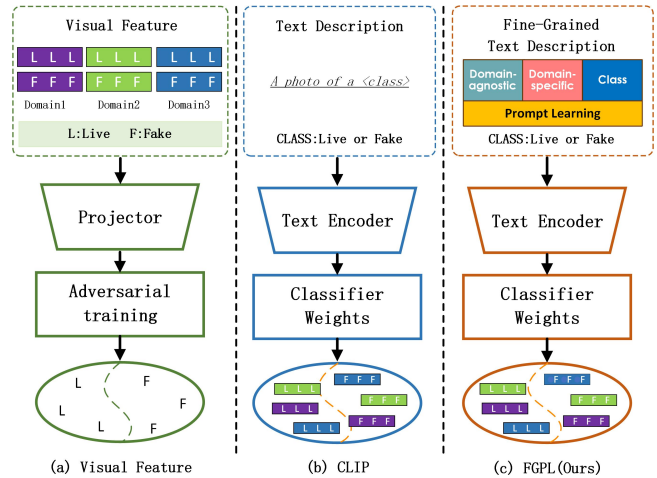 Visual Feature
L L L
L L L
L L L
F F F
F F F
F F F
Domain1
Domain2
Domain3
L:Live F:Fake
Projector
Adversarial
training
L
F
L
F
L
F
(a) Visual Feature
Text Description
A photo of a <class>
CLASS:Live or Fake
Text Encoder
Classifier
Weights
F F F
L L L
F F F
L L L
F F F
L L L
(b) CLIP
Fine-Grained
Text Description
Domain-
agnostic
Domain-
specific
Class
Prompt Learning
CLASS:Live or Fake
Text Encoder
Classifier
Weights
F F F
L L L
F F F
L L L
F F F
L L L
(c) FGPL(Ours)